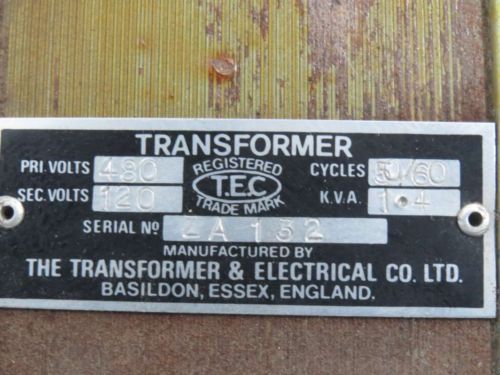 TRANSFORMER
PRI. VOLTS 480
SEC. VOLTS 120
REGISTERED
T.E.C
TRADE MARK
CYCLES 50/60
K.V.A. 1.4
SERIAL Nº ZA 132
MANUFACTURED BY
THE TRANSFORMER & ELECTRICAL CO. LTD.
BASILDON, ESSEX, ENGLAND.